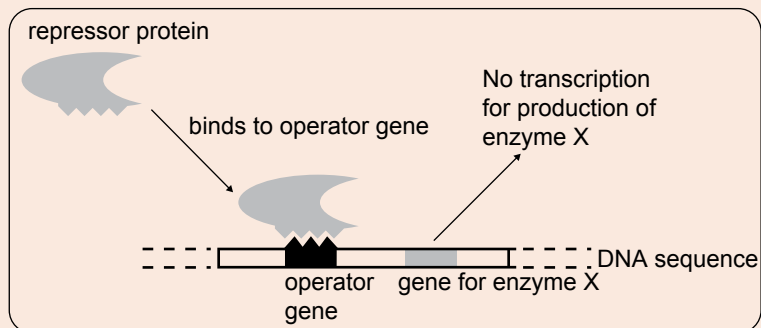 repressor protein
binds to operator gene
No transcription
for production of
enzyme X
DNA sequence
operator
gene
gene for enzyme X